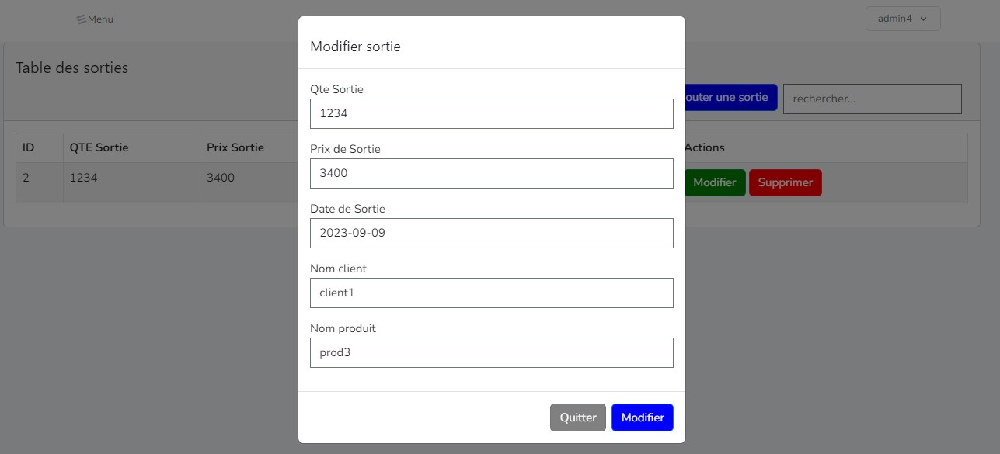 Menu
admin4
Table des sorties
outer une sortie
rechercher...
ID
QTE Sortie
Prix Sortie
Actions
2
1234
3400
Modifier
Supprimer
Modifier sortie
Qte Sortie
1234
Prix de Sortie
3400
Date de Sortie
2023-09-09
Nom client
client1
Nom produit
prod3
Quitter
Modifier